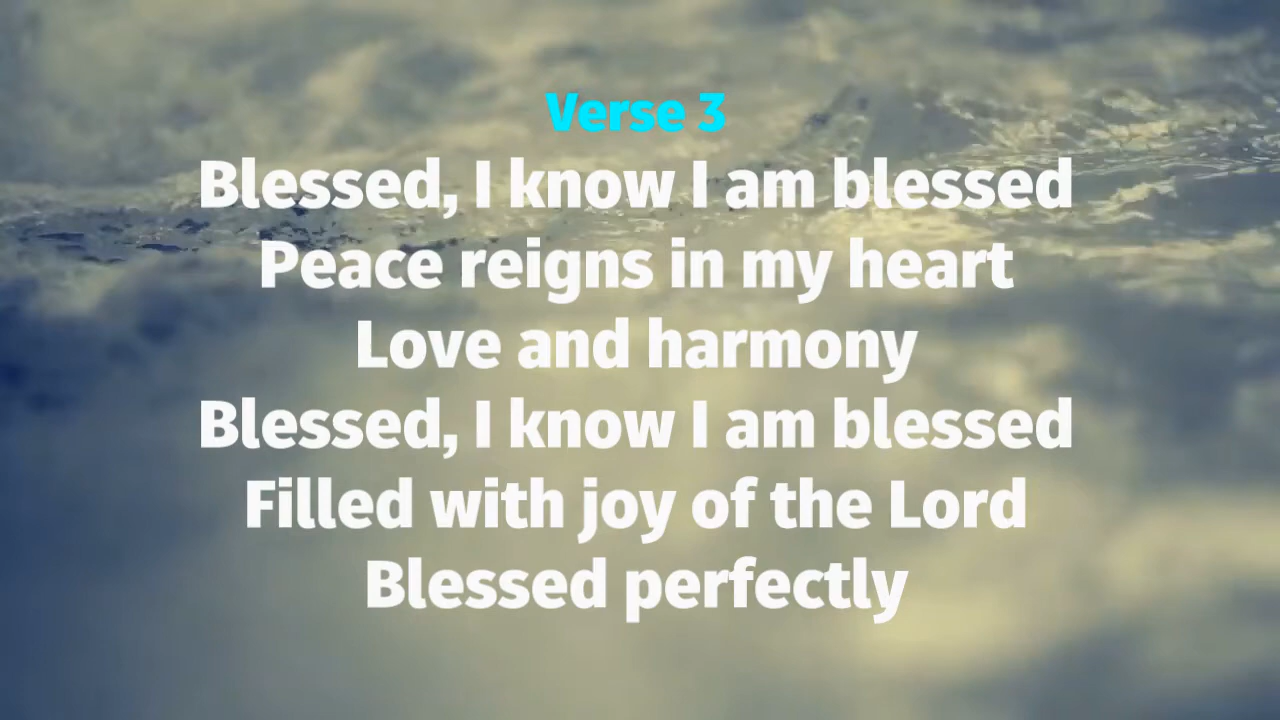 Verse 3
Blessed, I know I am blessed
Peace reigns in my heart
Love and harmony
Blessed, I know I am blessed
Filled with joy of the Lord
Blessed perfectly